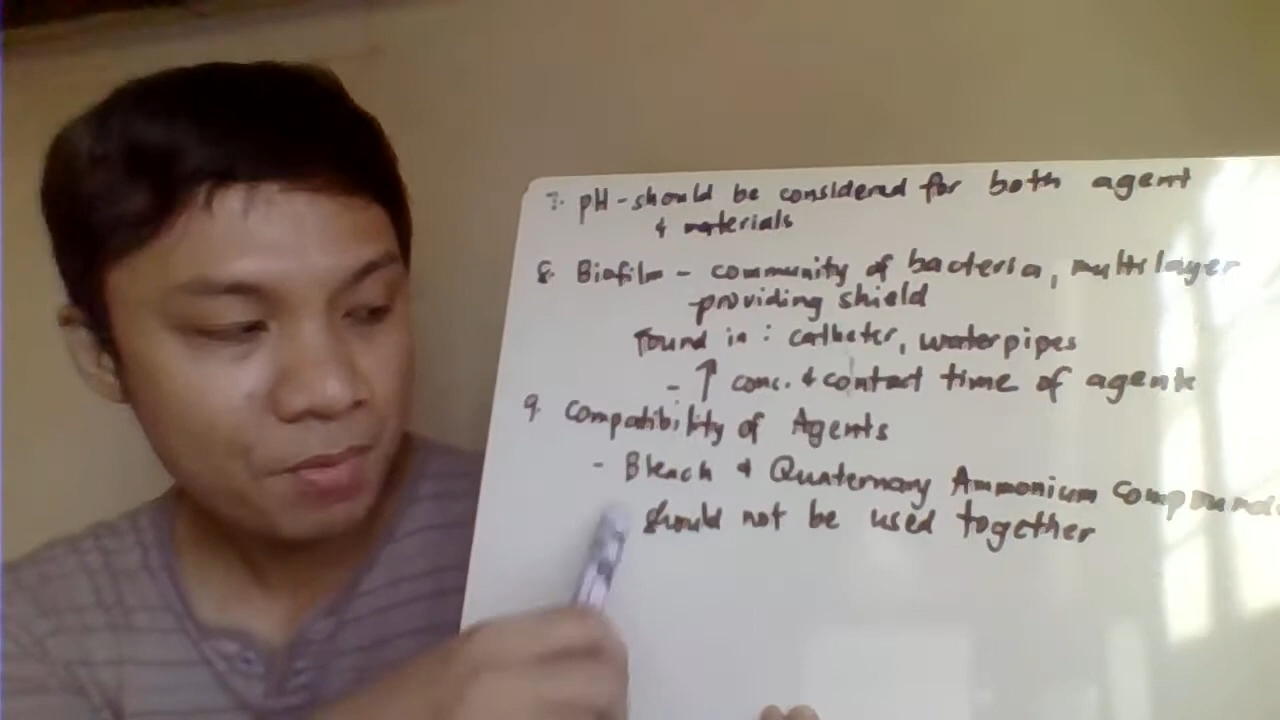 7. pH - should be considered for both agent
& materials
8. Biofilm - community of bacteria, multilayer
providing shield
Found in : catheter, waterpipes
- ↑ conc. & contact time of agent
9. Compatibility of Agents
- Bleach & Quaternary Ammonium Compounds
should not be used together